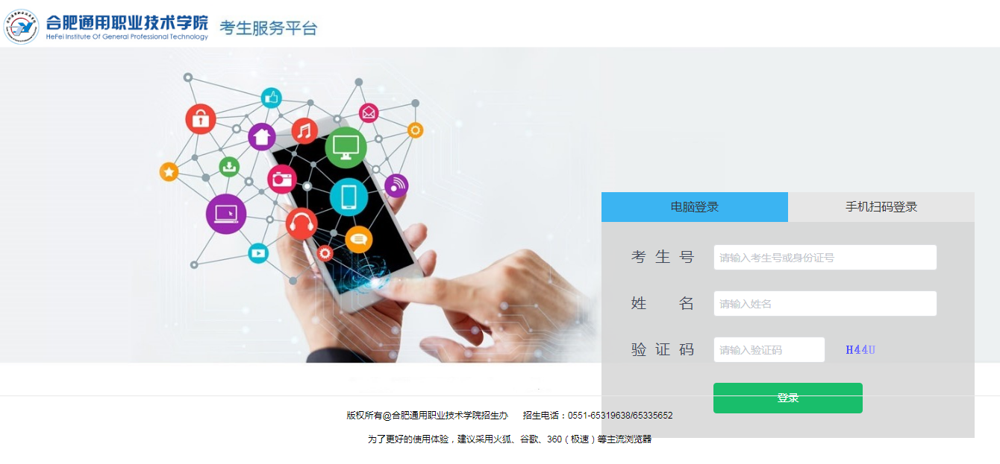 合肥通用职业技术学院
HeFei Institute Of General Professional Technology
考生服务平台
电脑登录 手机扫码登录
考生号 请输入考生号或身份证号
姓名 请输入姓名
验证码 请输入验证码 H44U
登录
版权所有@合肥通用职业技术学院招生办 招生电话：0551-65319638/65335652
为了更好的使用体验，建议采用火狐、谷歌、360（极速）等主流浏览器